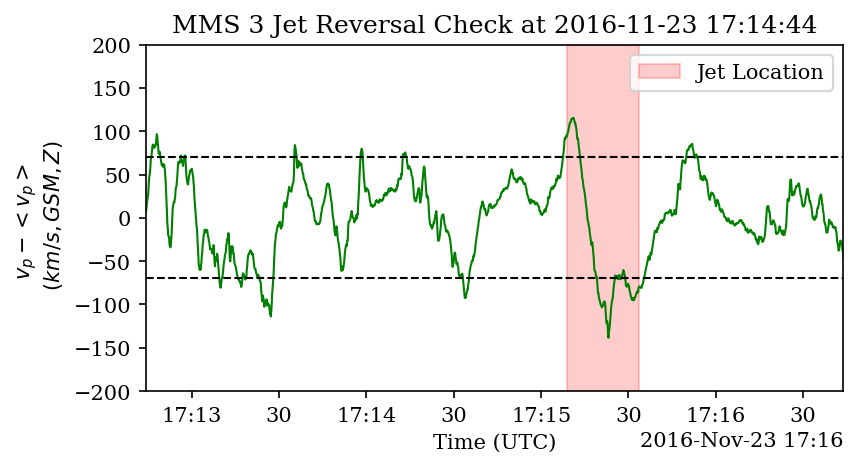 MMS 3 Jet Reversal Check at 2016-11-23 17:14:44
Jet Location
200
150
100
50
0
−50
−100
−150
−200
v_p − < v_p >
(km/s, GSM, Z)
17:13 30 17:14 30 17:15 30 17:16 30
Time (UTC) 2016-Nov-23 17:16